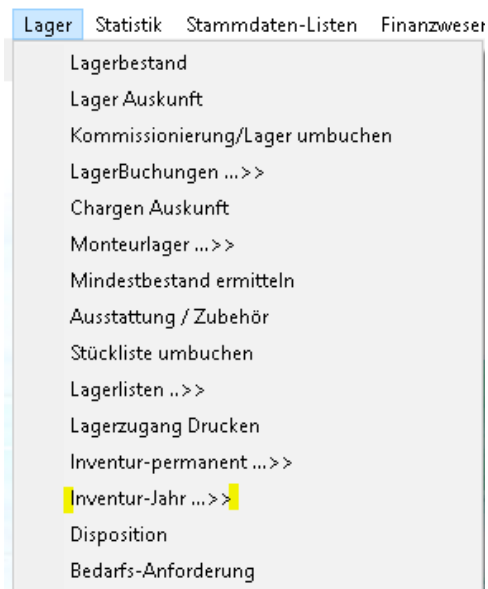 Lager Statistik Stammdaten-Listen Finanzweser
Lagerbestand
Lager Auskunft
Kommissionierung/Lager umbuchen
LagerBuchungen ...>>
Chargen Auskunft
Monteurlager ...>>
Mindestbestand ermitteln
Ausstattung / Zubehör
Stückliste umbuchen
Lagerlisten ..>>
Lagerzugang Drucken
Inventur-permanent ...>>
Inventur-Jahr ...>>
Disposition
Bedarfs-Anforderung